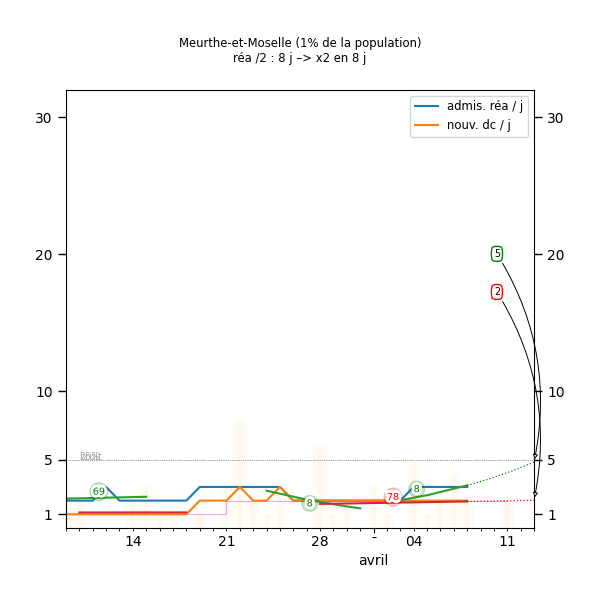 Meurthe-et-Moselle (1% de la population)
réa /2 : 8 j –> x2 en 8 j
admis. réa / j
nouv. dc / j
30 30
20 20
10 10
5 5
1 1
5
2
69
8
78
8
14 21 28 - 04 11
avril